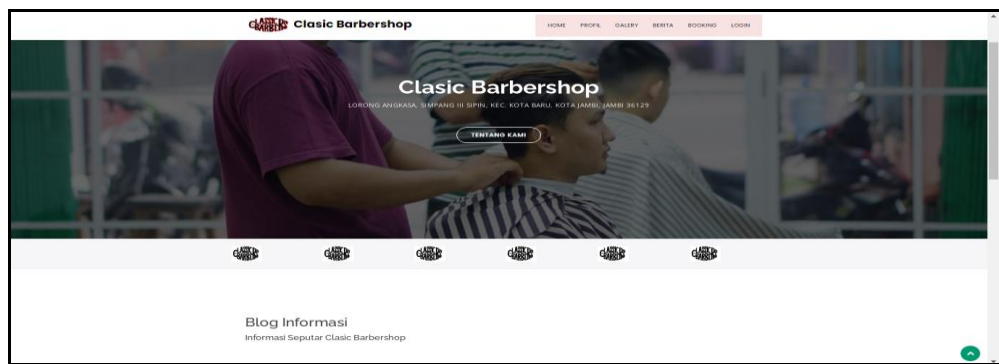 Clasic Barbershop
HOME PROFIL GALERY BERITA BOOKING LOGIN
Clasic Barbershop
LORONG ANGKASA, SIMPANG III SIPIN, KEC. KOTA BARU, KOTA JAMBI, JAMBI 36129
TENTANG KAMI
Blog Informasi
Informasi Seputar Clasic Barbershop